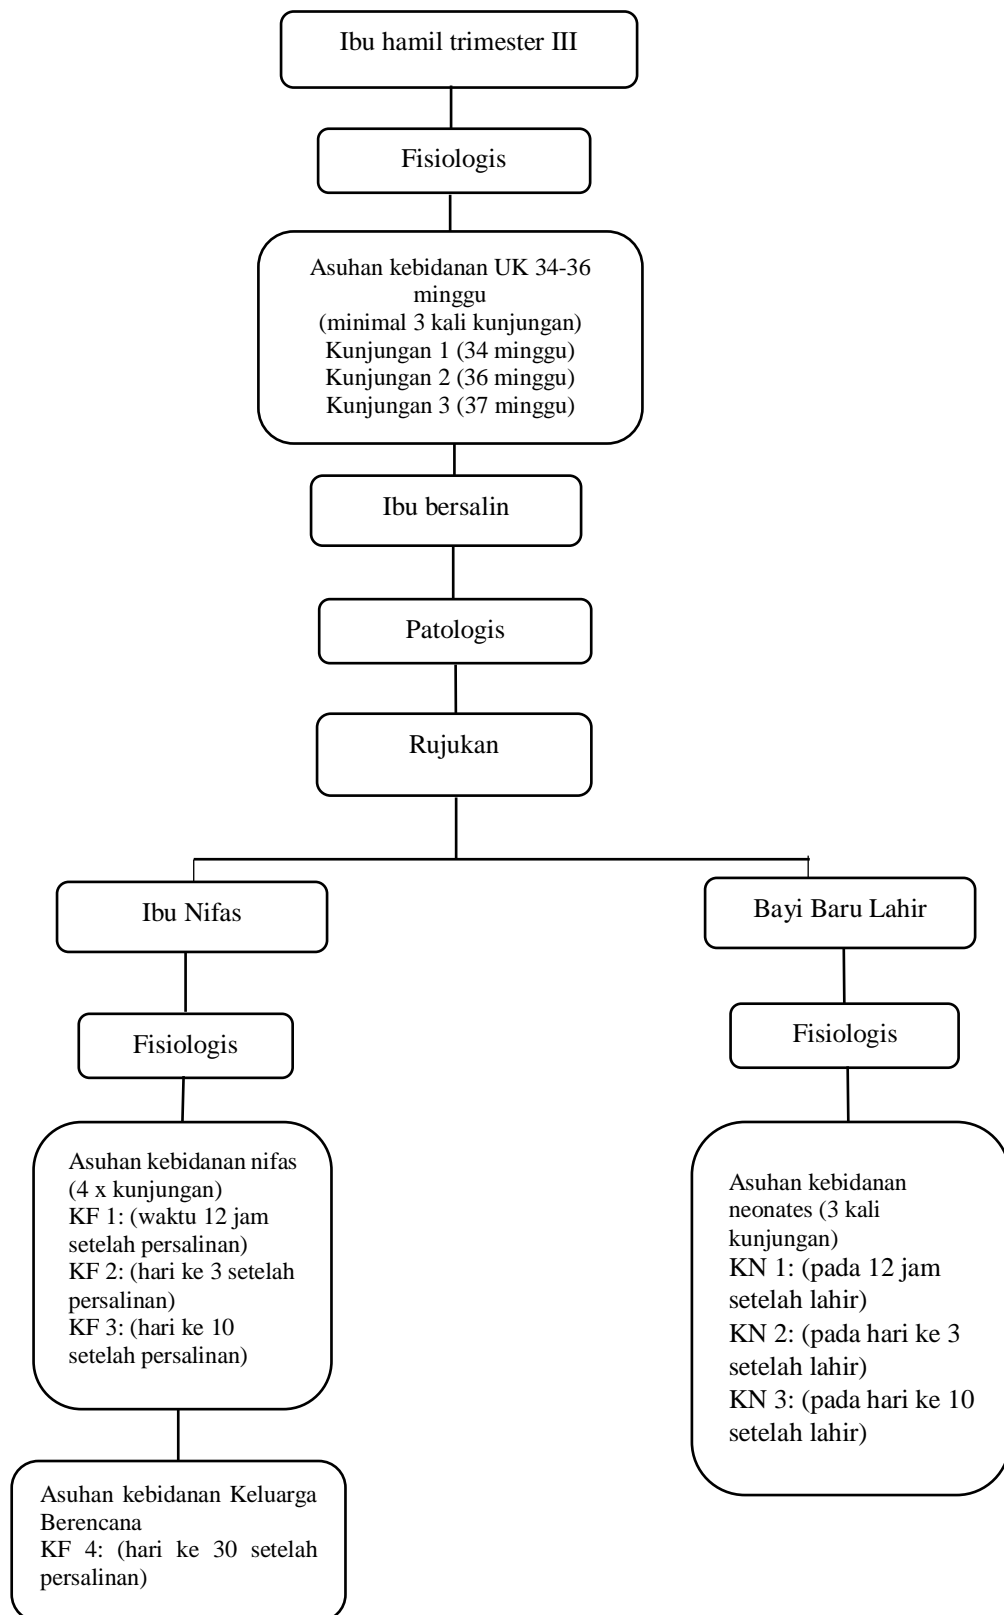 Ibu hamil trimester III
Fisiologis
Asuhan kebidanan UK 34-36
minggu
(minimal 3 kali kunjungan)
Kunjungan 1 (34 minggu)
Kunjungan 2 (36 minggu)
Kunjungan 3 (37 minggu)
Ibu bersalin
Patologis
Rujukan
Ibu Nifas
Fisiologis
Asuhan kebidanan nifas
(4 x kunjungan)
KF 1: (waktu 12 jam
setelah persalinan)
KF 2: (hari ke 3 setelah
persalinan)
KF 3: (hari ke 10
setelah persalinan)
Asuhan kebidanan Keluarga
Berencana
KF 4: (hari ke 30 setelah
persalinan)
Bayi Baru Lahir
Fisiologis
Asuhan kebidanan
neonates (3 kali
kunjungan)
KN 1: (pada 12 jam
setelah lahir)
KN 2: (pada hari ke 3
setelah lahir)
KN 3: (pada hari ke 10
setelah lahir)